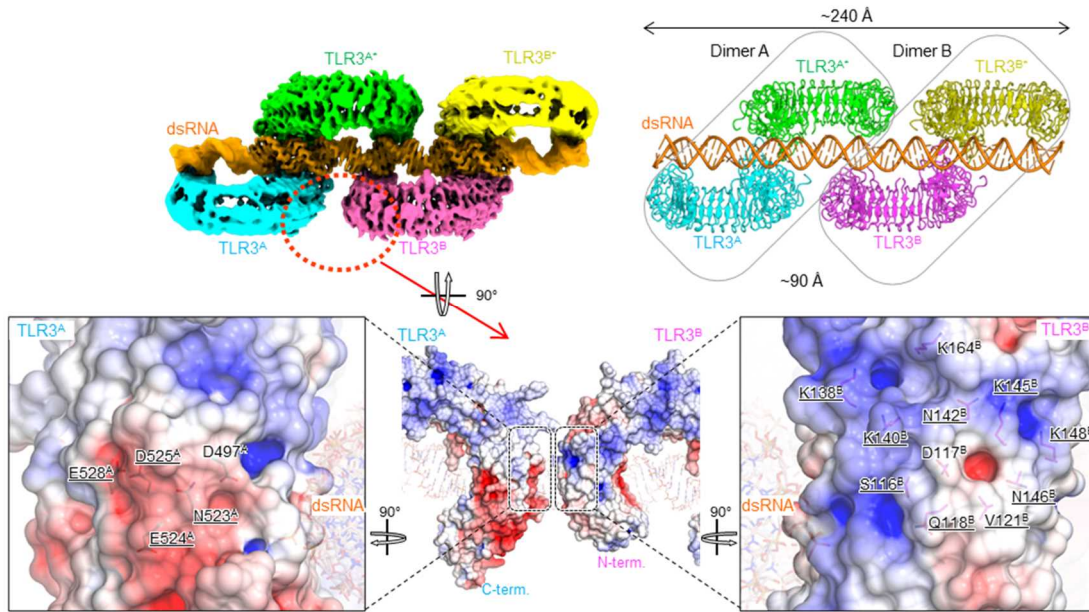 ~240 Å
TLR3A*
TLR3B*
Dimer A
Dimer B
TLR3A*
TLR3B*
dsRNA
dsRNA
TLR3A
TLR3B
TLR3A
TLR3B
~90 Å
90°
TLR3A
TLR3A
TLR3B
TLR3B
K164B
K138B
K145B
N142B
D525A
D497A
K140B
K148B
E528A
D117B
N523A
dsRNA
S116B
N146B
E524A
90°
90°
Q118B
V121B
N-term.
C-term.